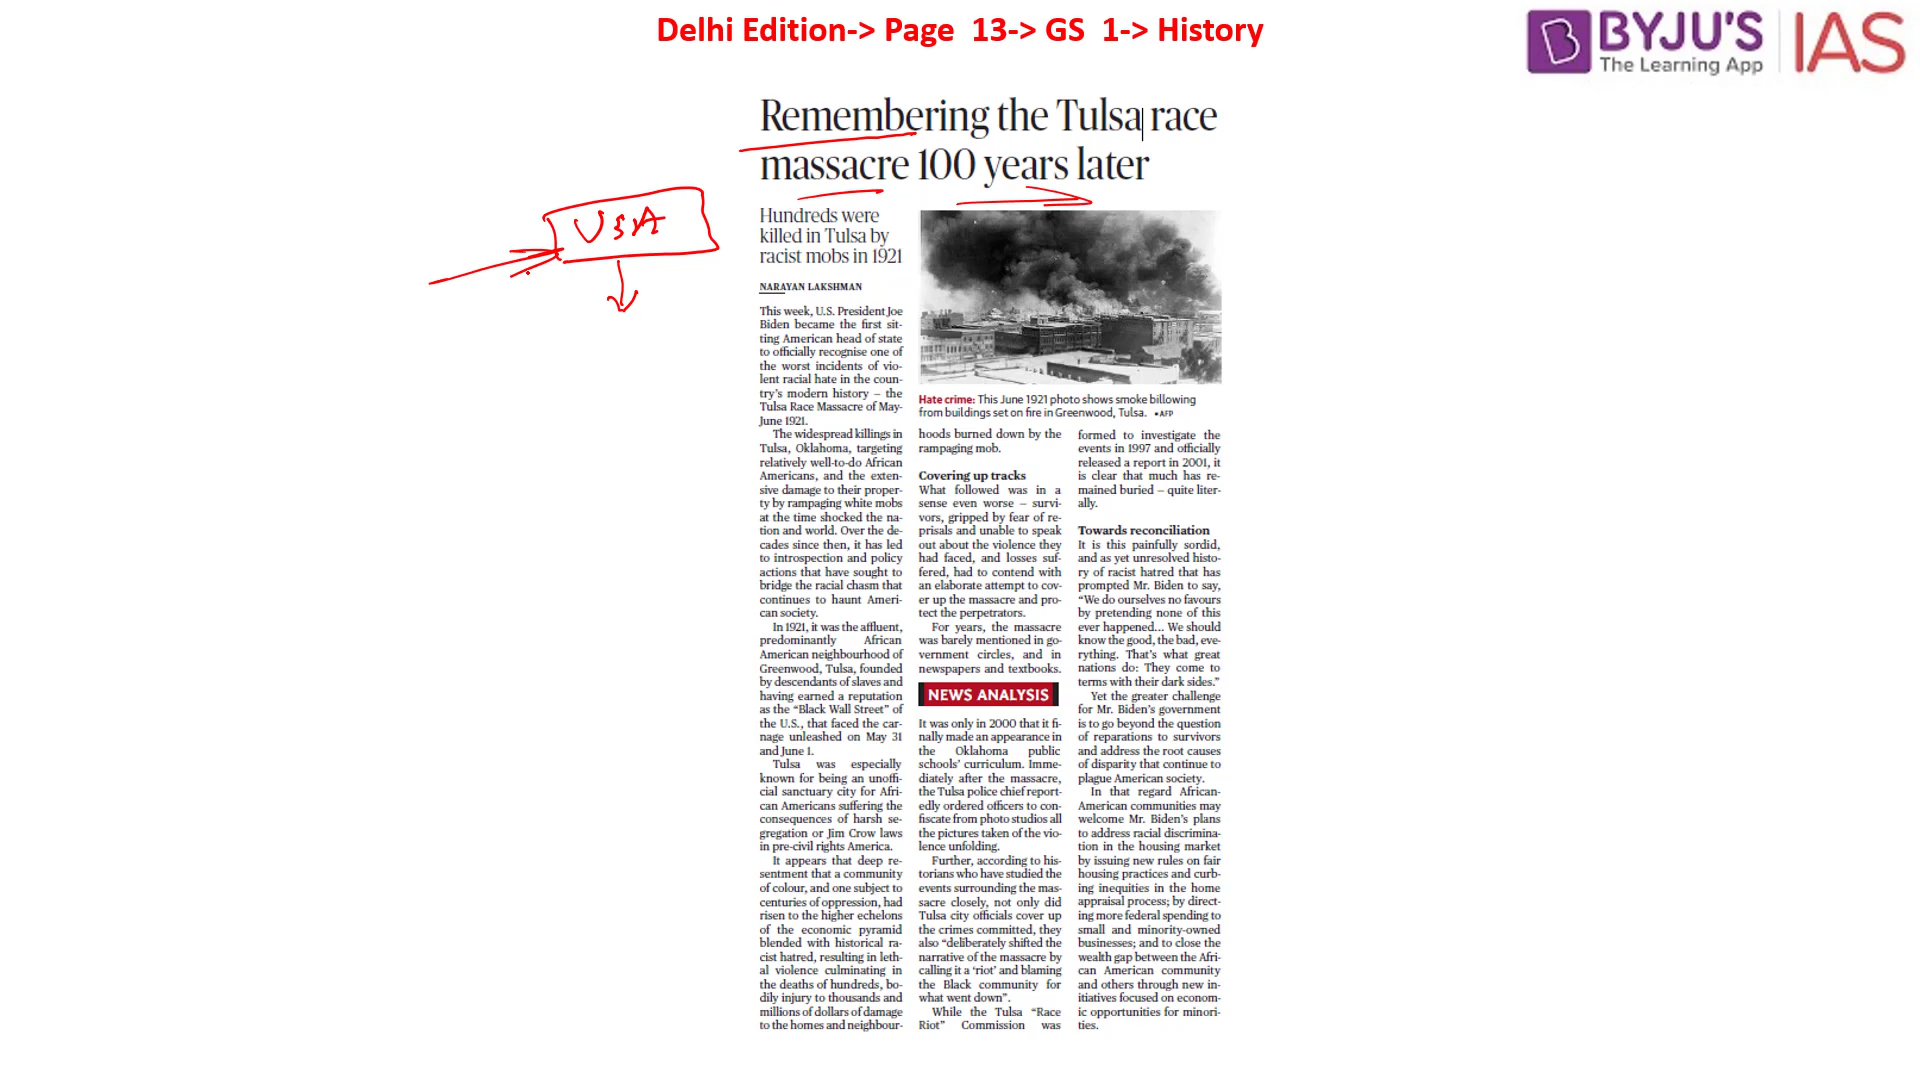 Delhi Edition-> Page 13-> GS 1-> History
BYJU'S
The Learning App
IAS
Remembering the Tulsa race
massacre 100 years later
USA
Hundreds were
killed in Tulsa by
racist mobs in 1921
NARAYAN LAKSHMAN
This week, U.S. President Joe
Biden became the first sit-
ting American head of state
to officially recognise one of
the worst incidents of vio-
lent racial hate in the coun-
try's modern history – the
Tulsa Race Massacre of May-
June 1921.
The widespread killings in
Tulsa, Oklahoma, targeting
relatively well-to-do African
Americans, and the exten-
sive damage to their proper-
ty by rampaging white mobs
at the time shocked the na-
tion and world. Over the de-
cades since then, it has led
to introspection and policy
actions that have sought to
bridge the racial chasm that
continues to haunt Ameri-
can society.
In 1921, it was the affluent,
predominantly African
American neighbourhood of
Greenwood, Tulsa, founded
by descendants of slaves and
having earned a reputation
as the “Black Wall Street” of
the U.S., that faced the car-
nage unleashed on May 31
and June 1.
Tulsa was especially
known for being an unoffi-
cial sanctuary city for Afri-
can Americans suffering the
consequences of harsh se-
gregation or Jim Crow laws
in pre-civil rights America.
It appears that deep re-
sentment that a community
of colour, and one subject to
centuries of oppression, had
risen to the higher echelons
of the economic pyramid
blended with historical ra-
cist hatred, resulting in leth-
al violence culminating in
the deaths of hundreds, bo-
dily injury to thousands and
millions of dollars of damage
to the homes and neighbour-
Hate crime: This June 1921 photo shows smoke billowing
from buildings set on fire in Greenwood, Tulsa. •AFP
hoods burned down by the
rampaging mob.
Covering up tracks
What followed was in a
sense even worse – survi-
vors, gripped by fear of re-
prisals and unable to speak
out about the violence they
had faced, and losses suf-
fered, had to contend with
an elaborate attempt to cov-
er up the massacre and pro-
tect the perpetrators.
For years, the massacre
was barely mentioned in go-
vernment circles, and in
newspapers and textbooks.
NEWS ANALYSIS
It was only in 2000 that it fi-
nally made an appearance in
the Oklahoma public
schools' curriculum. Imme-
diately after the massacre,
the Tulsa police chief report-
edly ordered officers to con-
fiscate from photo studios all
the pictures taken of the vio-
lence unfolding.
Further, according to his-
torians who have studied the
events surrounding the mas-
sacre closely, not only did
Tulsa city officials cover up
the crimes committed, they
also “deliberately shifted the
narrative of the massacre by
calling it a ‘riot’ and blaming
the Black community for
what went down”.
While the Tulsa “Race
Riot” Commission was
formed to investigate the
events in 1997 and officially
released a report in 2001, it
is clear that much has re-
mained buried – quite liter-
ally.
Towards reconciliation
It is this painfully sordid,
and as yet unresolved histo-
ry of racist hatred that has
prompted Mr. Biden to say,
“We do ourselves no favours
by pretending none of this
ever happened... We should
know the good, the bad, eve-
rything. That's what great
nations do: They come to
terms with their dark sides.”
Yet the greater challenge
for Mr. Biden's government
is to go beyond the question
of reparations to survivors
and address the root causes
of disparity that continue to
plague American society.
In that regard African-
American communities may
welcome Mr. Biden's plans
to address racial discrimina-
tion in the housing market
by issuing new rules on fair
housing practices and curb-
ing inequities in the home
appraisal process; by direct-
ing more federal spending to
small and minority-owned
businesses; and to close the
wealth gap between the Afri-
can American community
and others through new in-
itiatives focused on econom-
ic opportunities for minori-
ties.